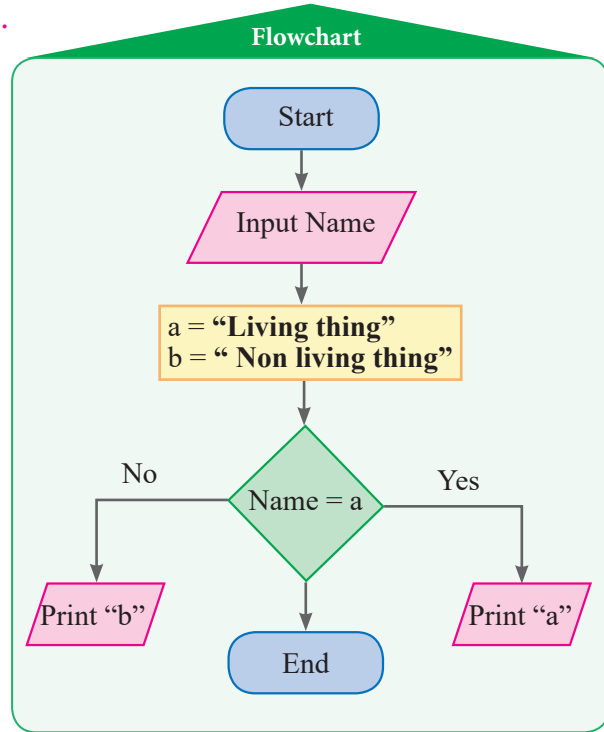 Flowchart
Start
Input Name
a = “Living thing”
b = “ Non living thing”
No
Yes
Name = a
Print “b”
Print “a”
End